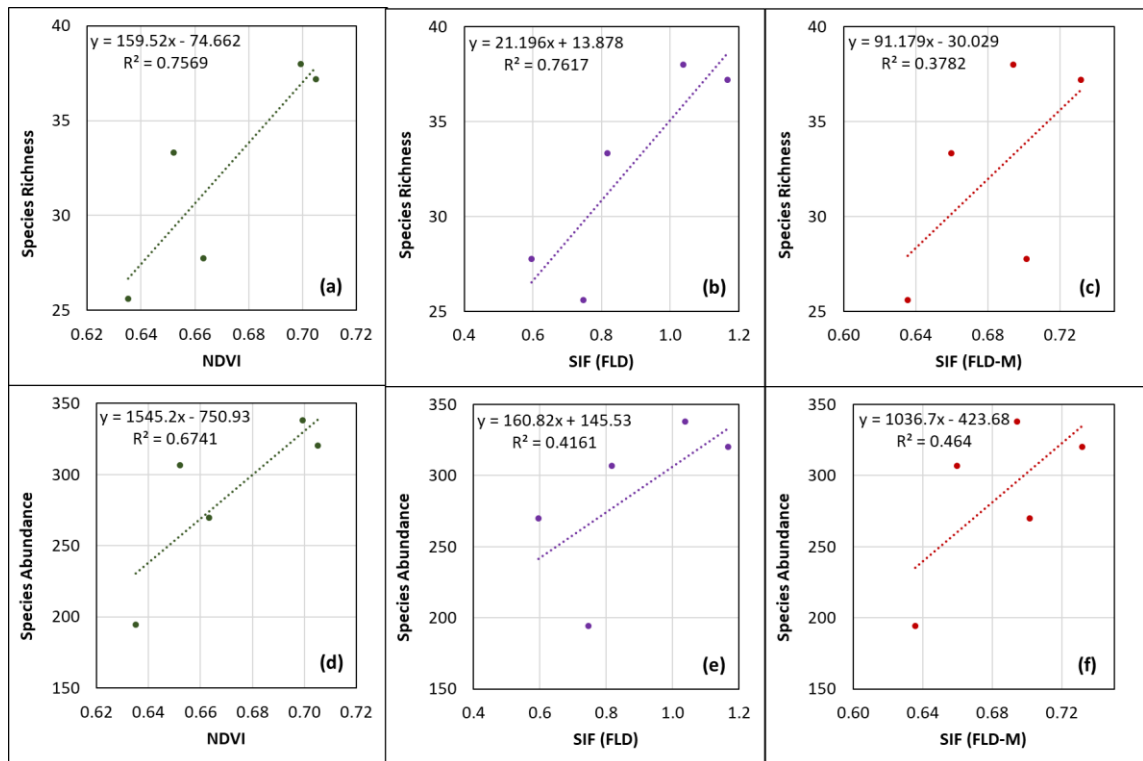 y = 159.52x - 74.662
R² = 0.7569
40
35
30
25
Species Richness
0.62 0.64 0.66 0.68 0.70 0.72
NDVI
(a)
y = 21.196x + 13.878
R² = 0.7617
40
35
30
25
Species Richness
0.4 0.6 0.8 1.0 1.2
SIF (FLD)
(b)
y = 91.179x - 30.029
R² = 0.3782
40
35
30
25
Species Richness
0.60 0.64 0.68 0.72
SIF (FLD-M)
(c)
y = 1545.2x - 750.93
R² = 0.6741
350
300
250
200
150
Species Abundance
0.62 0.64 0.66 0.68 0.70 0.72
NDVI
(d)
y = 160.82x + 145.53
R² = 0.4161
350
300
250
200
150
Species Abundance
0.4 0.6 0.8 1.0 1.2
SIF (FLD)
(e)
y = 1036.7x - 423.68
R² = 0.464
350
300
250
200
150
Species Abundance
0.60 0.64 0.68 0.72
SIF (FLD-M)
(f)